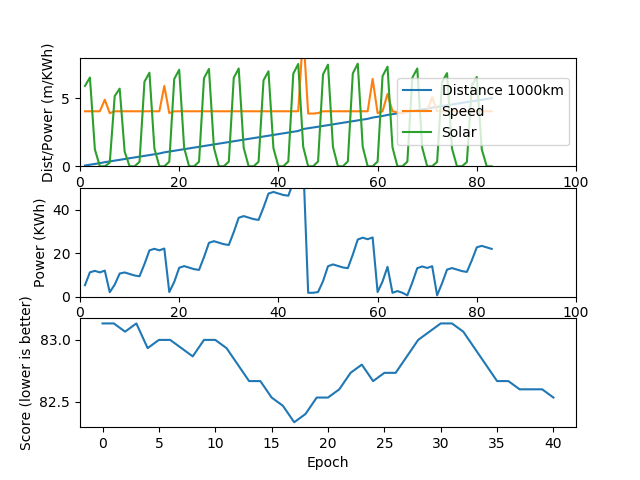 Dist/Power (m/KWh)
5
0
Distance 1000km
Speed
Solar
0 20 40 60 80 100
Power (KWh)
40
20
0
0 20 40 60 80 100
Score (lower is better)
83.0
82.5
0 5 10 15 20 25 30 35 40
Epoch